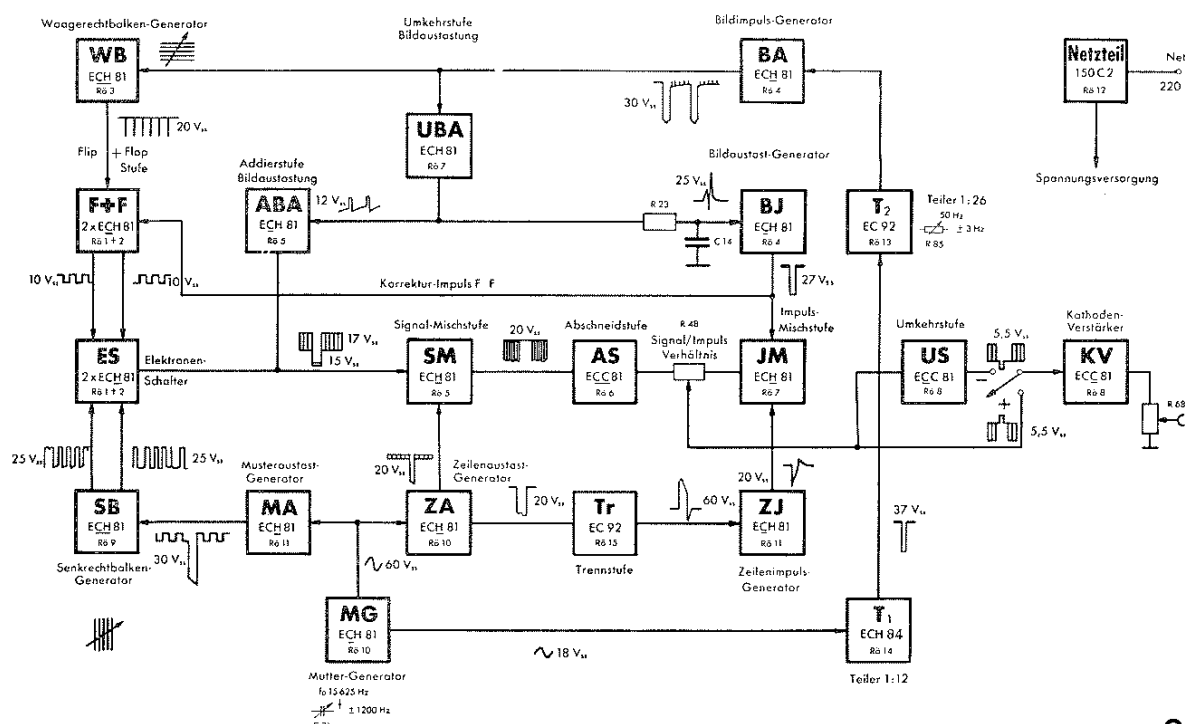 Waagerechtbalken-Generator
WB
ECH 81
Rö 3
Umkehrstufe
Bildaustastung
Bildimpuls-Generator
BA
ECH 81
Rö 4
30 Vss
Netzteil
150 C2
Rö 12
Net
220
Spannungsversorgung
20 Vss
Flip + Flop
Stufe
UBA
ECH 81
Rö 7
Addierstufe
Bildaustastung
ABA
ECH 81
Rö 5
12 Vss
Bildaustast-Generator
25 Vss
BJ
ECH 81
Rö 4
R 23
C 14
27 Vss
F+F
2 x ECH 81
Rö 1 + 2
10 Vss
10 Vss
T2
EC 92
Rö 13
Teiler 1:26
50 Hz
± 3 Hz
R 85
Korrektur-Impuls F F
ES
2 x ECH 81
Rö 1 + 2
Elektronen-
Schalter
17 Vss
15 Vss
Signal-Mischstufe
SM
ECH 81
Rö 5
20 Vss
Abschneidstufe
AS
ECC 81
Rö 6
R 48
Signal/Impuls
Verhältnis
Impuls-
Mischstufe
JM
ECH 81
Rö 7
Umkehrstufe
US
ECC 81
Rö 8
5,5 Vss
−
+
5,5 Vss
Kathoden-
Verstärker
KV
ECC 81
Rö 8
R 68
25 Vss
25 Vss
SB
ECH 81
Rö 9
Senkrechtbalken-
Generator
Musteraustast-
Generator
MA
ECH 81
Rö 11
30 Vss
20 Vss
Zeilenaustast-
Generator
ZA
ECH 81
Rö 10
20 Vss
Tr
EC 92
Rö 15
Trennstufe
60 Vss
20 Vss
ZJ
ECH 81
Rö 11
Zeilenimpuls-
Generator
37 Vss
60 Vss
MG
ECH 81
Rö 10
Mutter-Generator
fo 15 625 Hz
± 1200 Hz
18 Vss
T1
ECH 84
Rö 14
Teiler 1:12